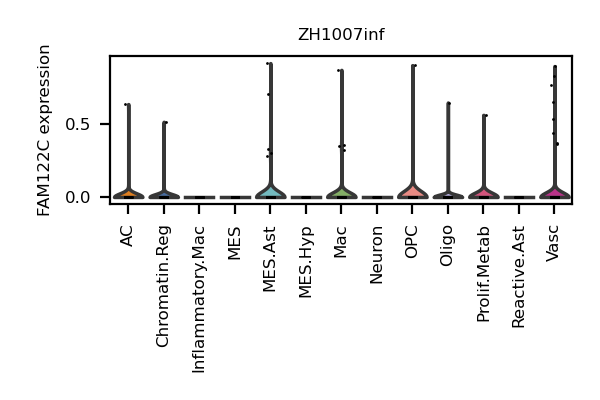 ZH1007inf
FAM122C expression
0.5
0.0
AC
Chromatin.Reg
Inflammatory.Mac
MES
MES.Ast
MES.Hyp
Mac
Neuron
OPC
Oligo
Prolif.Metab
Reactive.Ast
Vasc